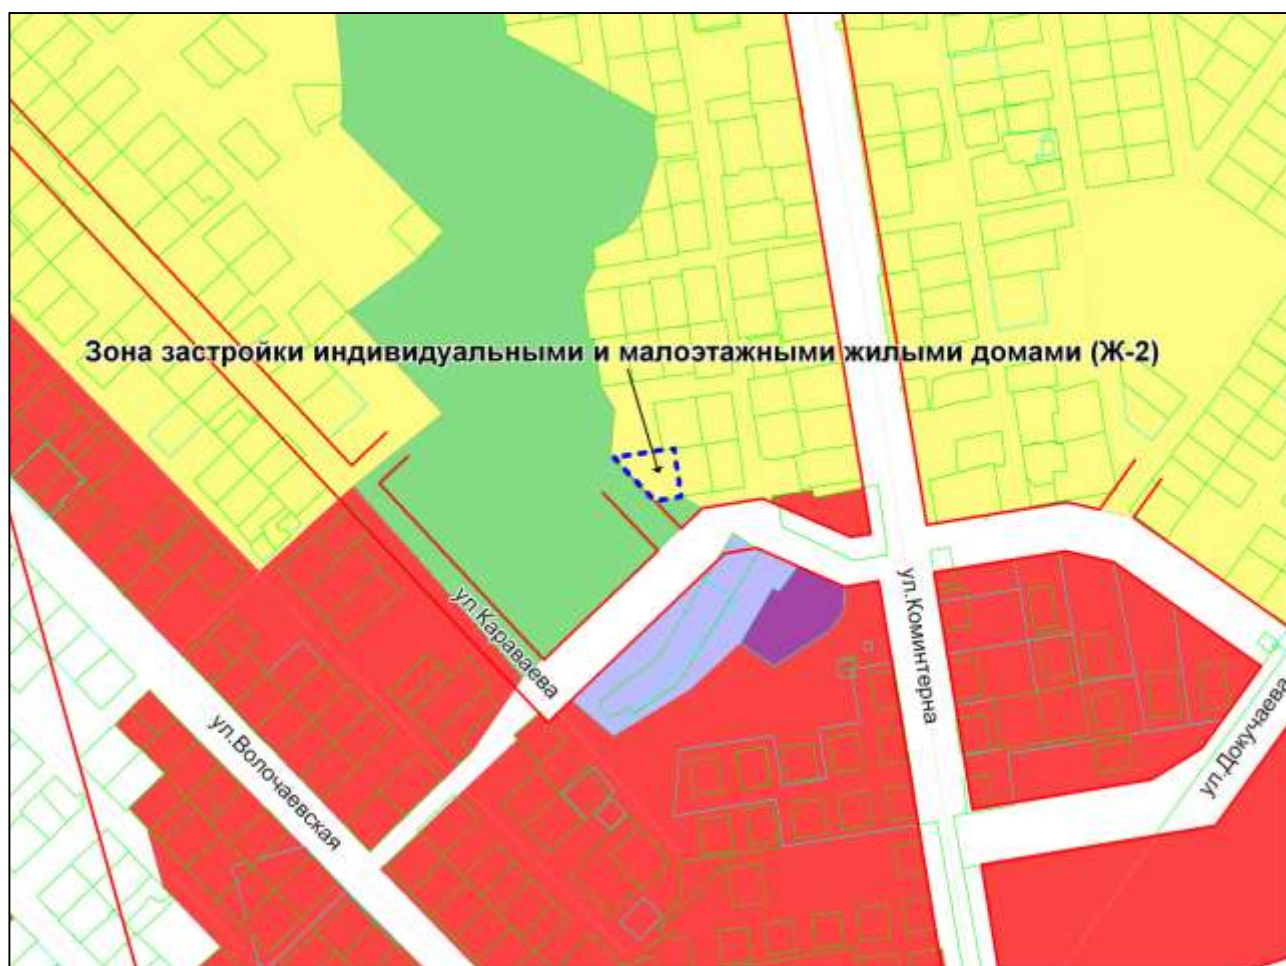 Зона застройки индивидуальными и малоэтажными жилыми домами (Ж-2)
ул.Караваева
ул.Коминтерна
ул.Волочаевская
ул.Докучаева